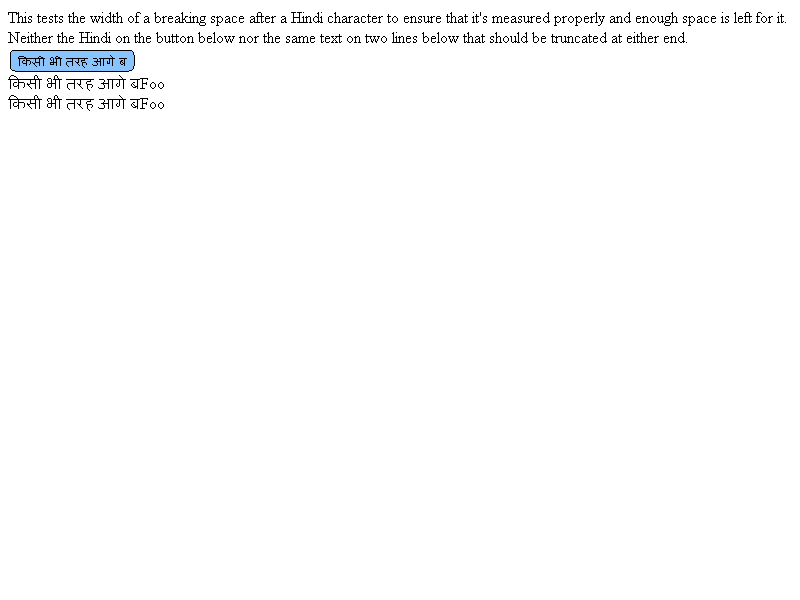 This tests the width of a breaking space after a Hindi character to ensure that it's measured properly and enough space is left for it.
Neither the Hindi on the button below nor the same text on two lines below that should be truncated at either end.
किसी भी तरह आगे ब
किसी भी तरह आगे बFoo
किसी भी तरह आगे बFoo